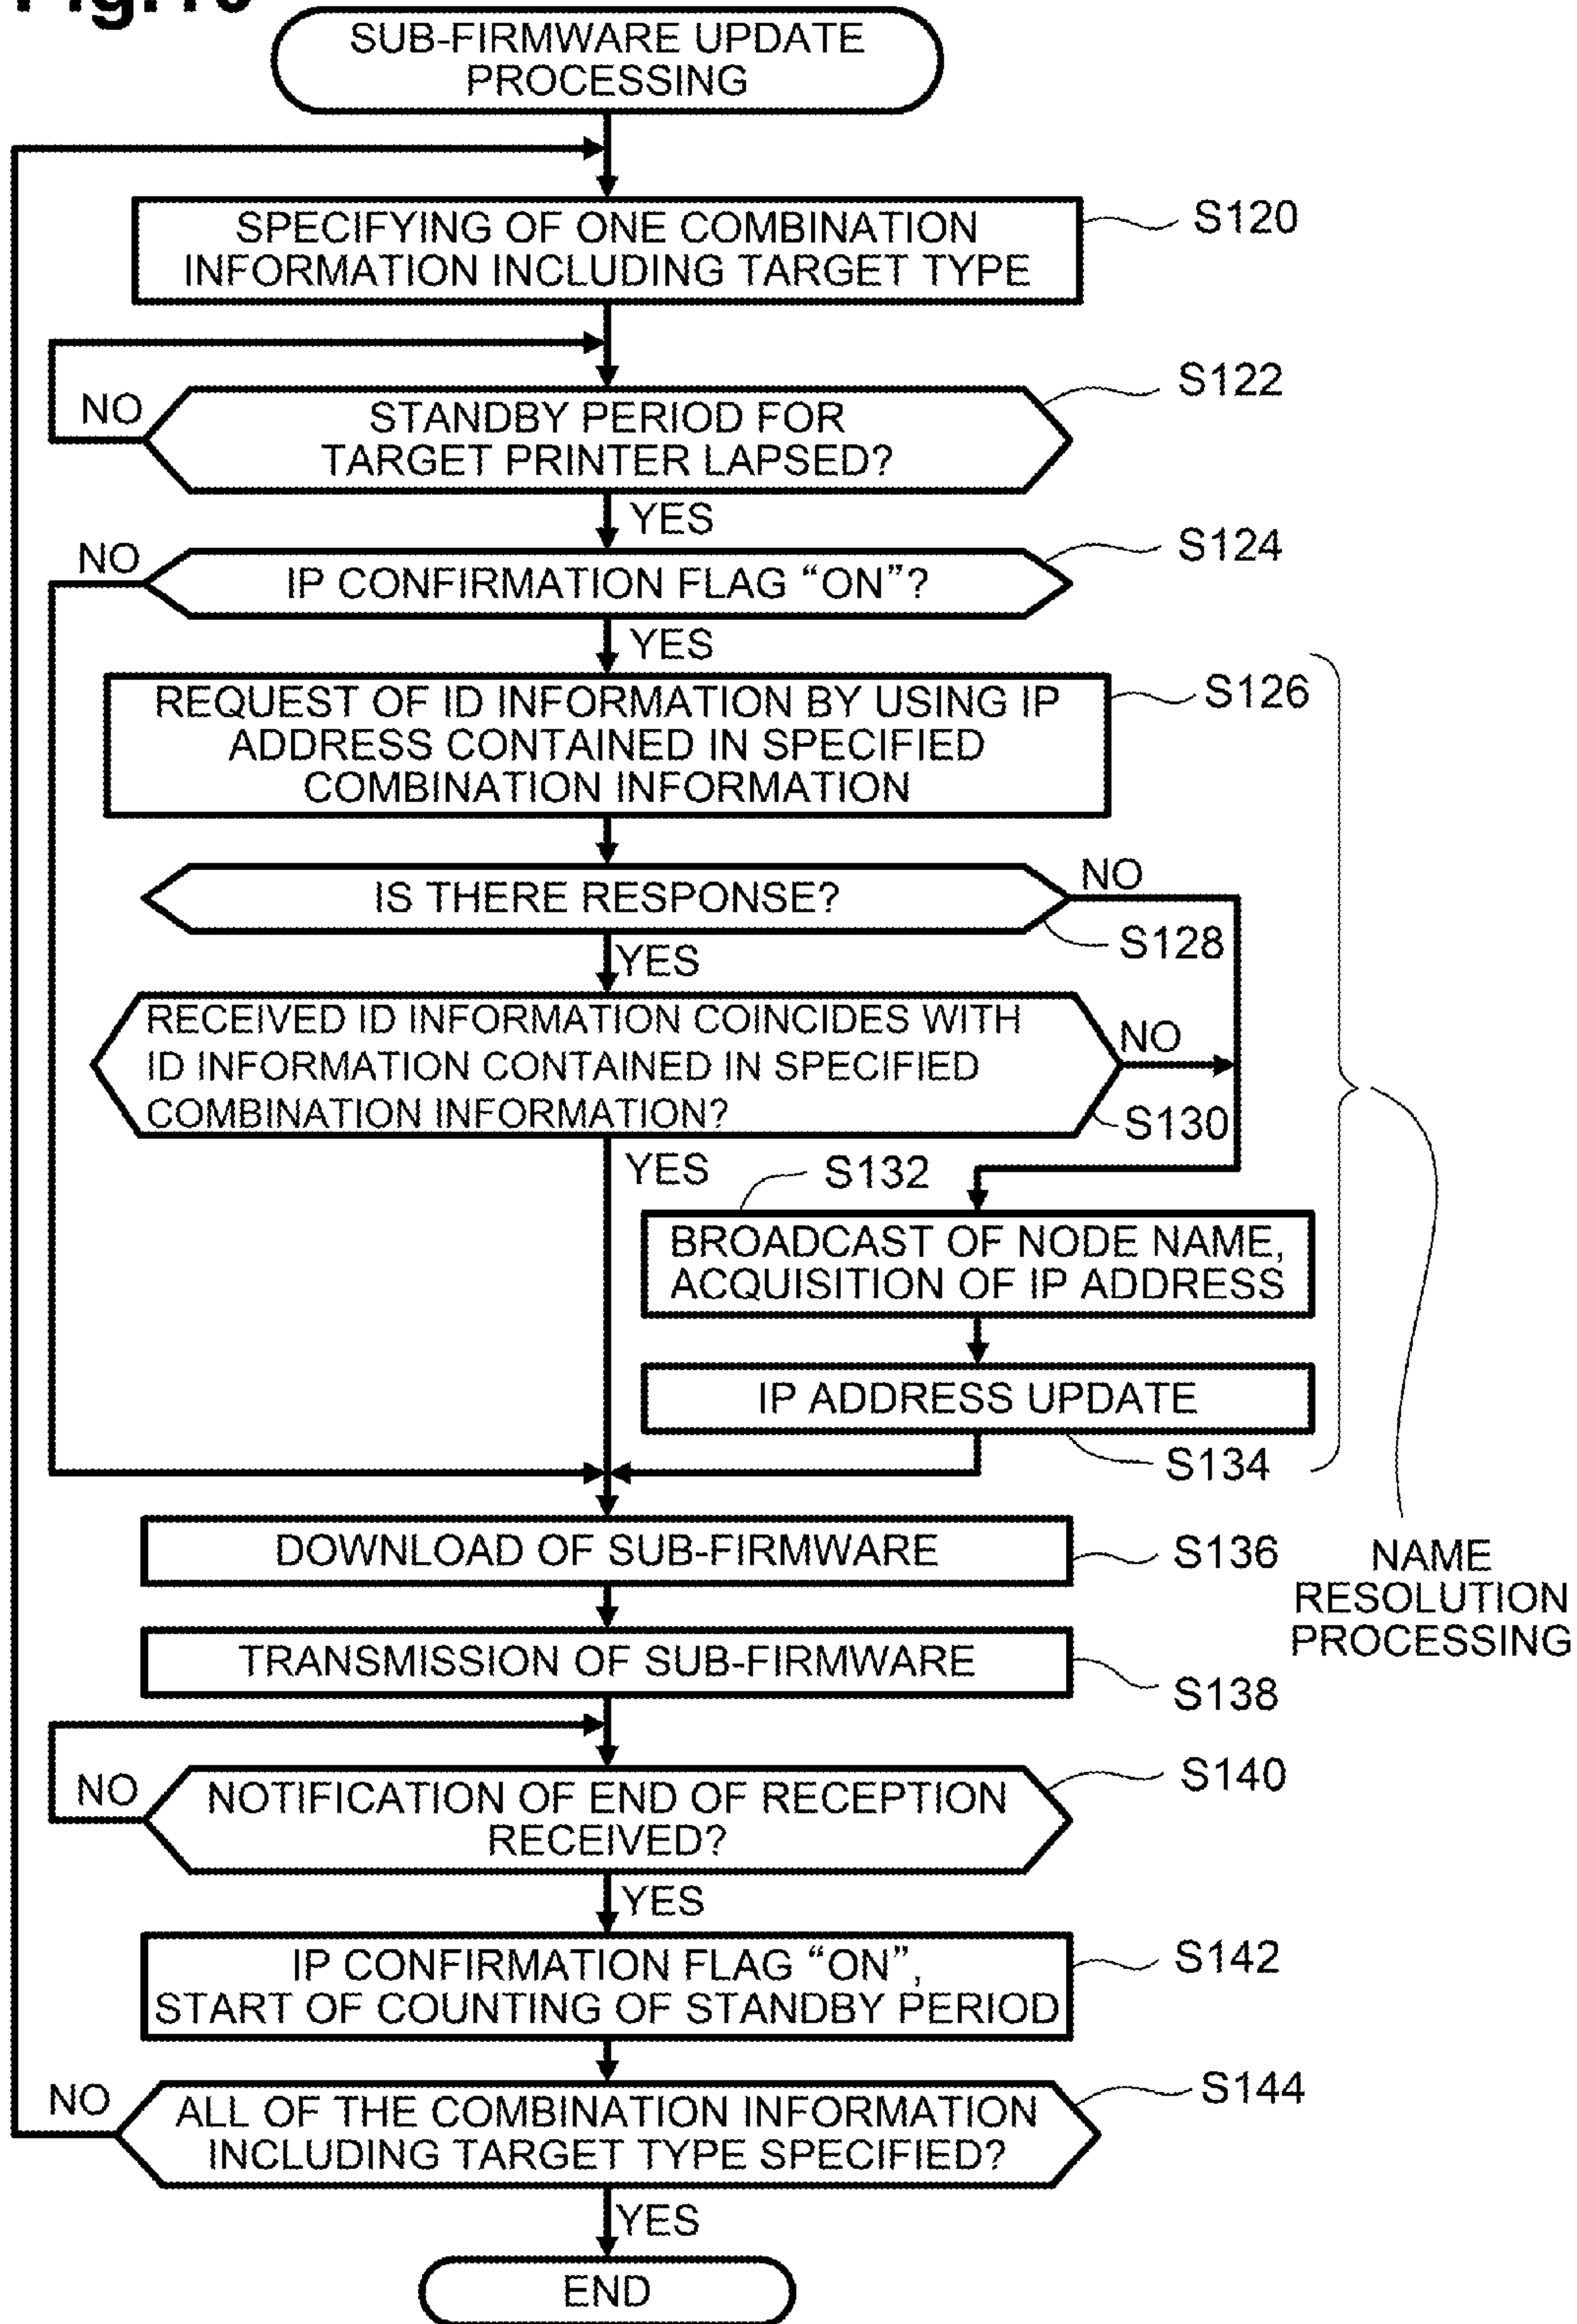 SUB-FIRMWARE UPDATE
PROCESSING
SPECIFYING OF ONE COMBINATION
INFORMATION INCLUDING TARGET TYPE
S120
NO
STANDBY PERIOD FOR
TARGET PRINTER LAPSED?
S122
YES
NO
IP CONFIRMATION FLAG “ON”?
S124
YES
REQUEST OF ID INFORMATION BY USING IP
ADDRESS CONTAINED IN SPECIFIED
COMBINATION INFORMATION
S126
IS THERE RESPONSE?
NO
S128
YES
RECEIVED ID INFORMATION COINCIDES WITH
ID INFORMATION CONTAINED IN SPECIFIED
COMBINATION INFORMATION?
NO
S130
YES
S132
BROADCAST OF NODE NAME,
ACQUISITION OF IP ADDRESS
IP ADDRESS UPDATE
S134
DOWNLOAD OF SUB-FIRMWARE
S136
NAME
RESOLUTION
PROCESSING
TRANSMISSION OF SUB-FIRMWARE
S138
NO
NOTIFICATION OF END OF RECEPTION
RECEIVED?
S140
YES
IP CONFIRMATION FLAG “ON”,
START OF COUNTING OF STANDBY PERIOD
S142
NO
ALL OF THE COMBINATION INFORMATION
INCLUDING TARGET TYPE SPECIFIED?
S144
YES
END